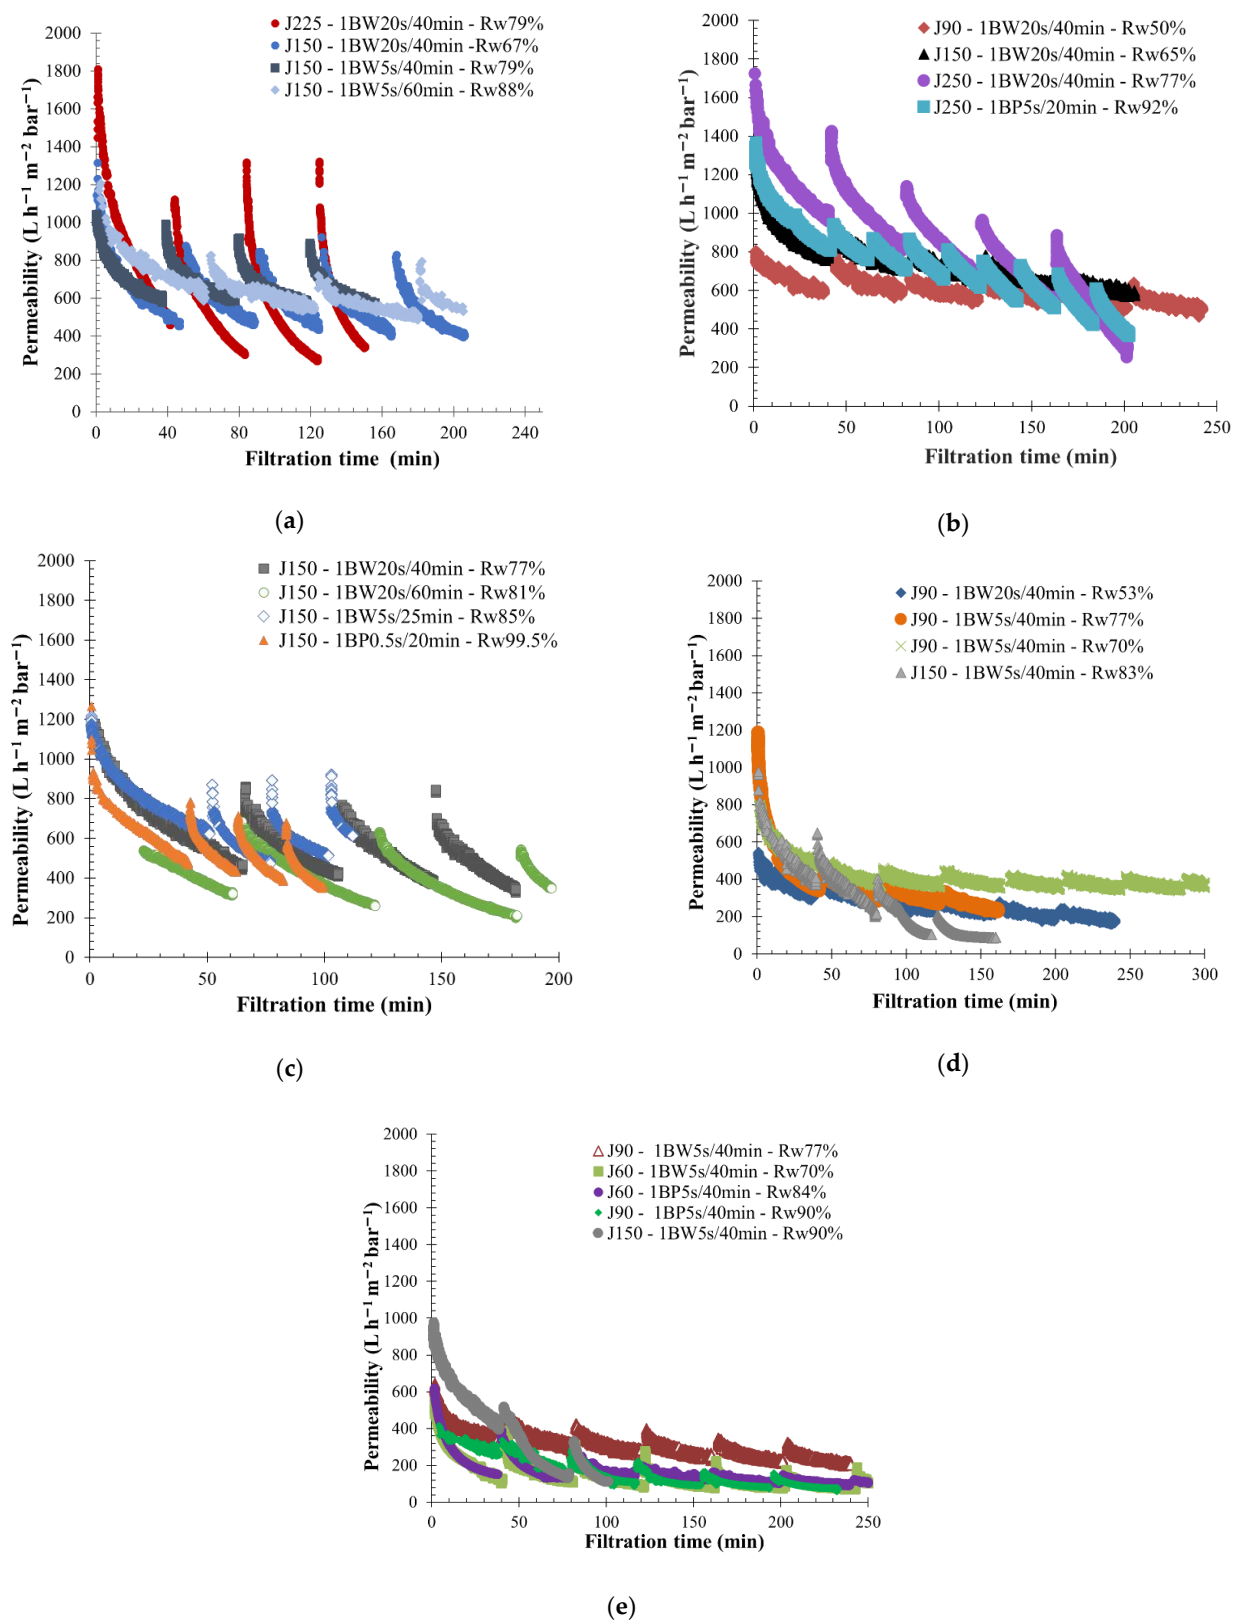 J225 - 1BW20s/40min - Rw79%
J150 - 1BW20s/40min -Rw67%
J150 - 1BW5s/40min - Rw79%
J150 - 1BW5s/60min - Rw88%
Permeability (L h⁻¹ m⁻² bar⁻¹)
2000
1800
1600
1400
1200
1000
800
600
400
200
0
0 40 80 120 160 200 240
Filtration time (min)
(a)
J90 - 1BW20s/40min - Rw50%
J150 - 1BW20s/40min - Rw65%
J250 - 1BW20s/40min - Rw77%
J250 - 1BP5s/20min - Rw92%
Permeability (L h⁻¹ m⁻² bar⁻¹)
2000
1800
1600
1400
1200
1000
800
600
400
200
0
0 50 100 150 200 250
Filtration time (min)
(b)
J150 - 1BW20s/40min - Rw77%
J150 - 1BW20s/60min - Rw81%
J150 - 1BW5s/25min - Rw85%
J150 - 1BP0.5s/20min - Rw99.5%
Permeability (L h⁻¹ m⁻² bar⁻¹)
2000
1800
1600
1400
1200
1000
800
600
400
200
0
0 50 100 150 200
Filtration time (min)
(c)
J90 - 1BW20s/40min - Rw53%
J90 - 1BW5s/40min - Rw77%
J90 - 1BW5s/40min - Rw70%
J150 - 1BW5s/40min - Rw83%
Permeability (L h⁻¹ m⁻² bar⁻¹)
2000
1800
1600
1400
1200
1000
800
600
400
200
0
0 50 100 150 200 250 300
Filtration time (min)
(d)
J90 - 1BW5s/40min - Rw77%
J60 - 1BW5s/40min - Rw70%
J60 - 1BP5s/40min - Rw84%
J90 - 1BP5s/40min - Rw90%
J150 - 1BW5s/40min - Rw90%
Permeability (L h⁻¹ m⁻² bar⁻¹)
2000
1800
1600
1400
1200
1000
800
600
400
200
0
0 50 100 150 200 250
Filtration time (min)
(e)